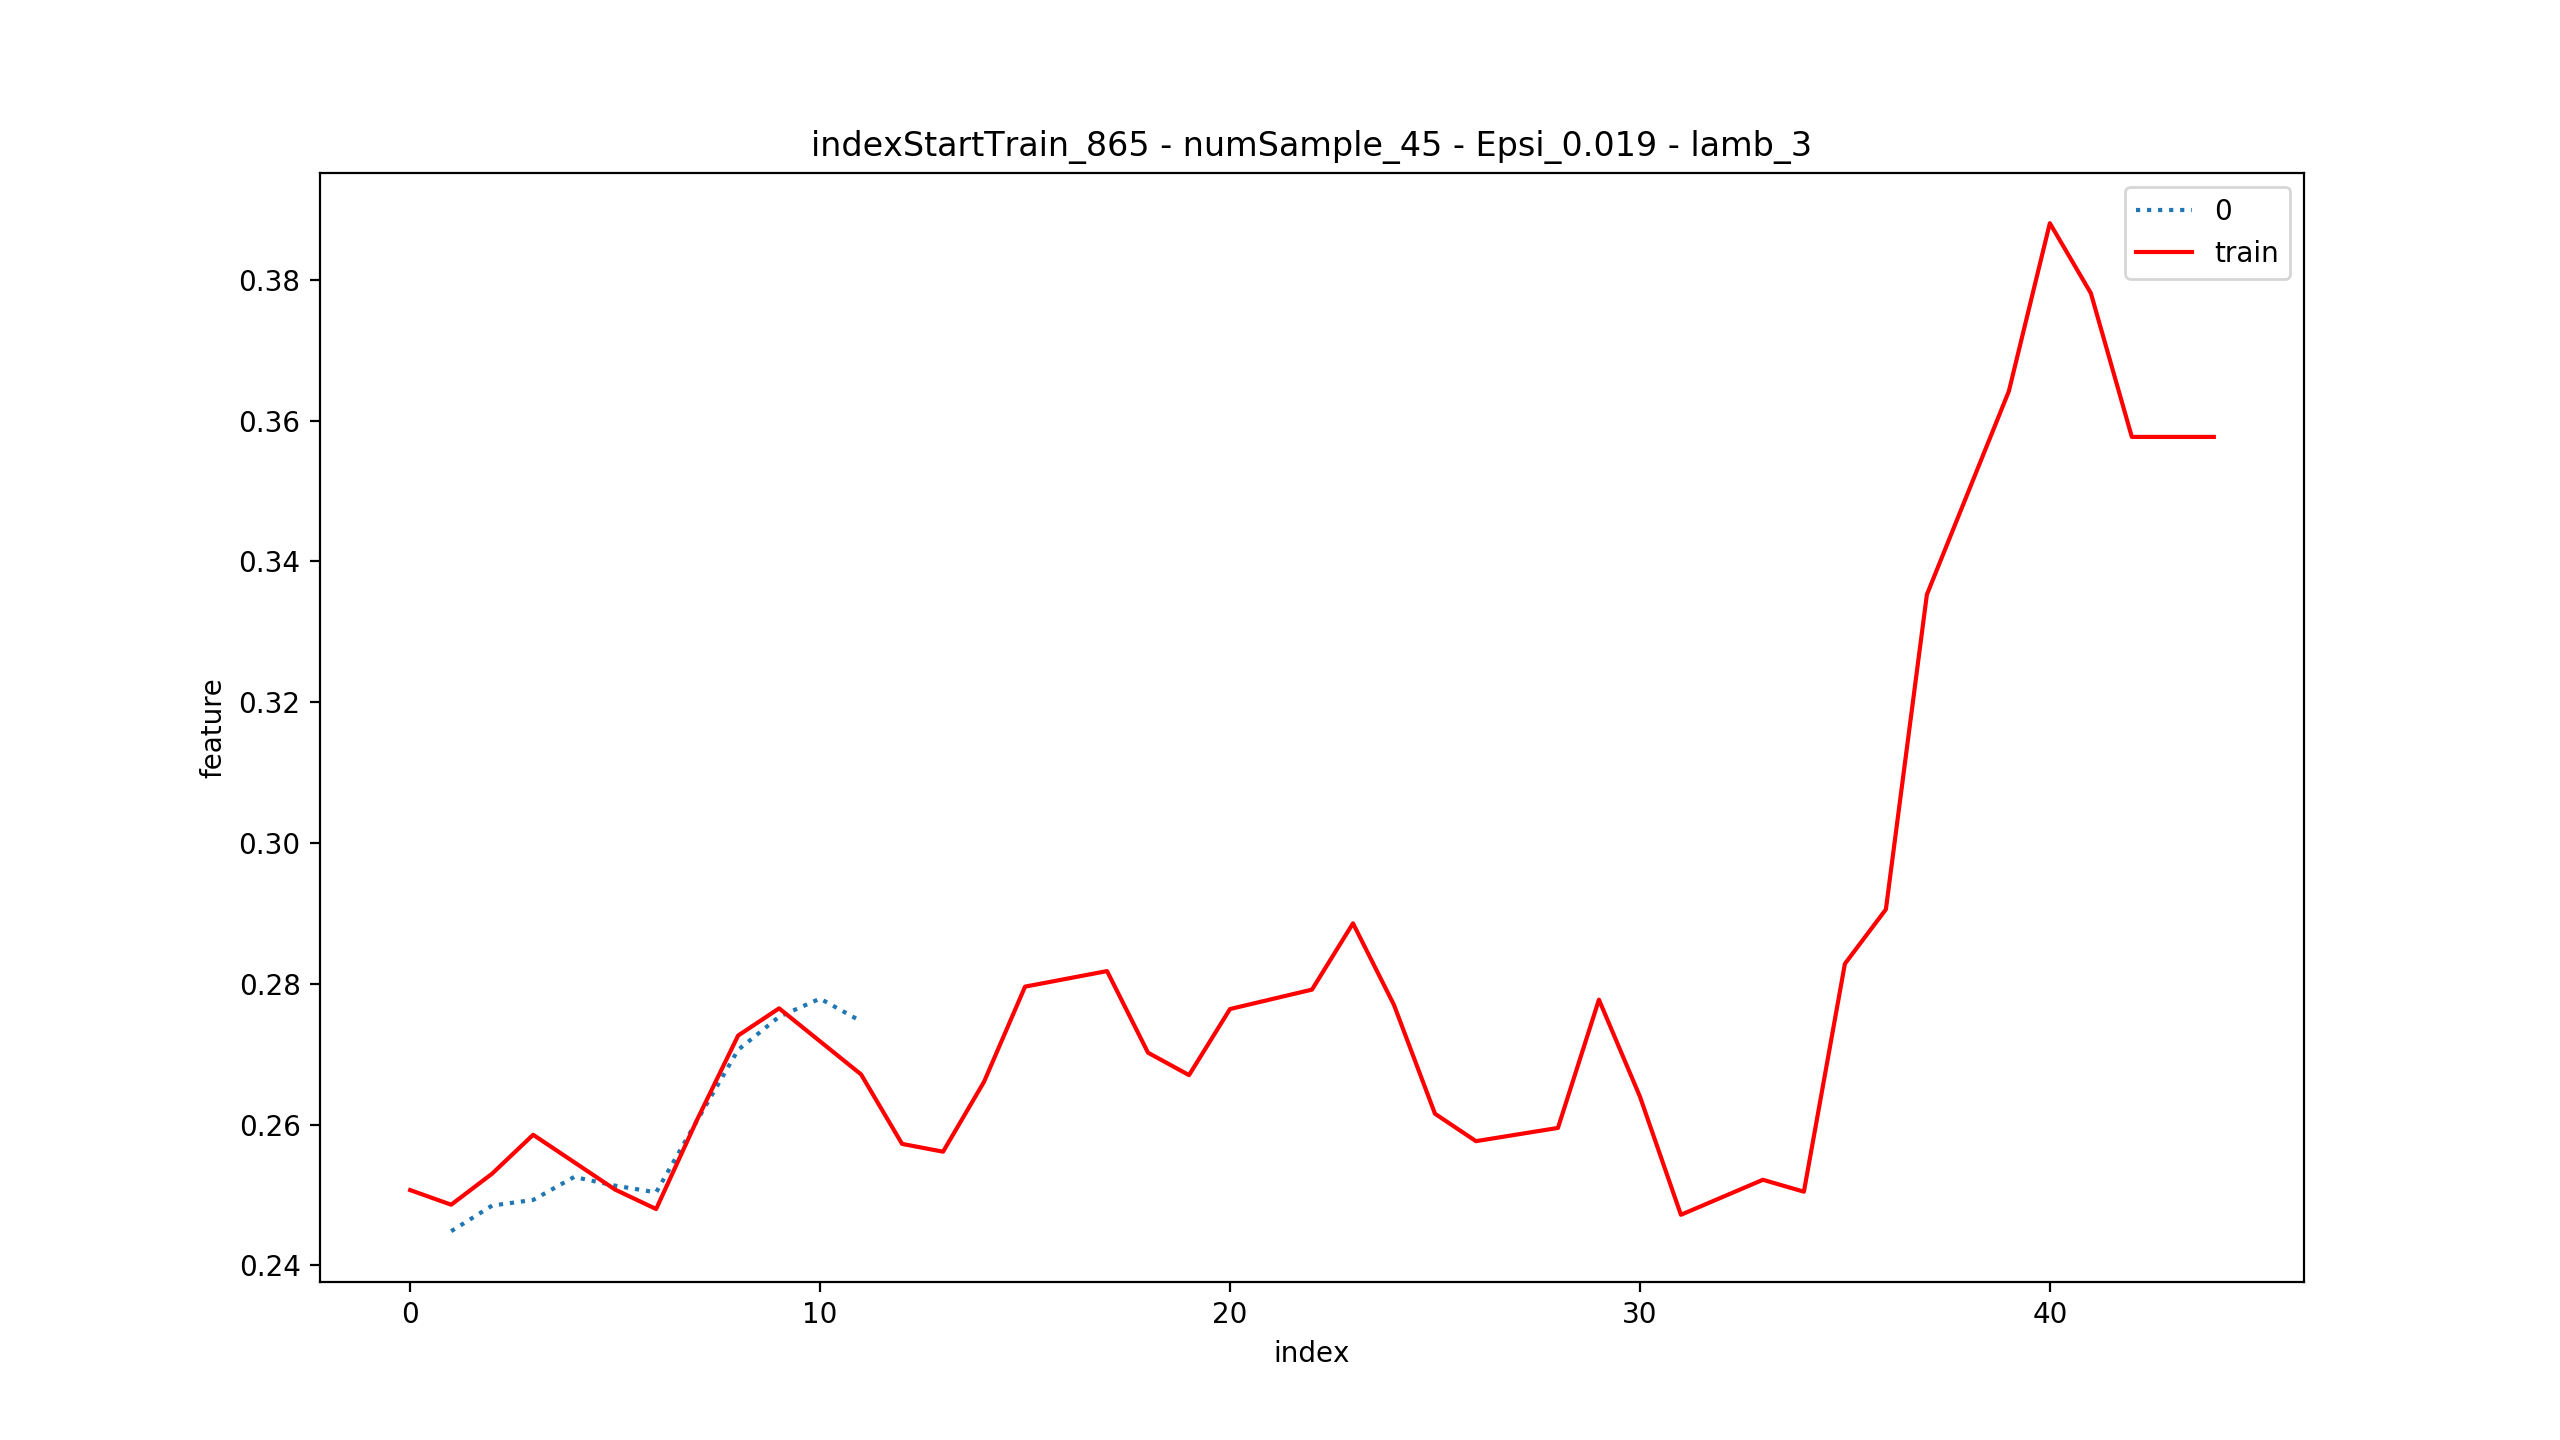 indexStartTrain_865 - numSample_45 - Epsi_0.019 - lamb_3
0
train
0.38
0.36
0.34
0.32
0.30
0.28
0.26
0.24
feature
0 10 20 30 40
index